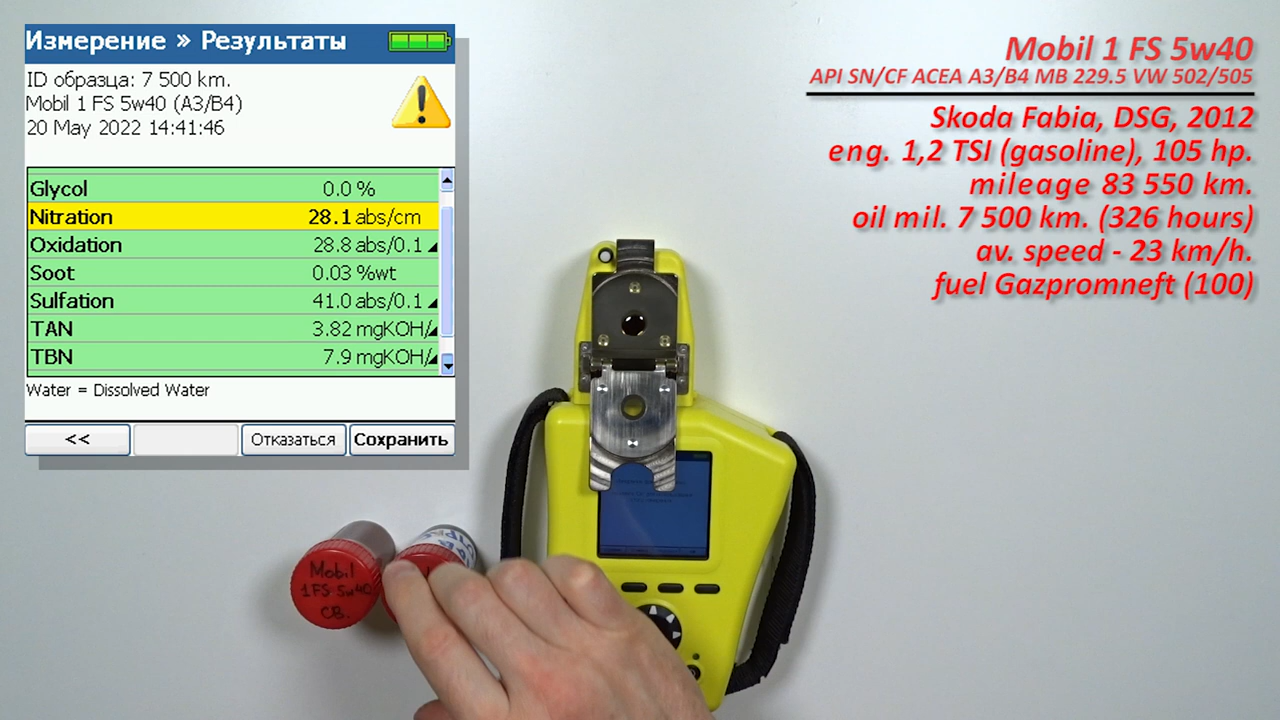 Измерение » Результаты
ID образца: 7 500 km.
Mobil 1 FS 5w40 (A3/B4)
20 May 2022 14:41:46
Glycol 0.0 %
Nitration 28.1 abs/cm
Oxidation 28.8 abs/0.1
Soot 0.03 %wt
Sulfation 41.0 abs/0.1
TAN 3.82 mgKOH/
TBN 7.9 mgKOH/
Water = Dissolved Water
<< Отказаться Сохранить
Mobil 1 FS 5w40
API SN/CF ACEA A3/B4 MB 229.5 VW 502/505
Skoda Fabia, DSG, 2012
eng. 1,2 TSI (gasoline), 105 hp.
mileage 83 550 km.
oil mil. 7 500 km. (326 hours)
av. speed - 23 km/h.
fuel Gazpromneft (100)
Mobil
1 FS 5w40
СВ.